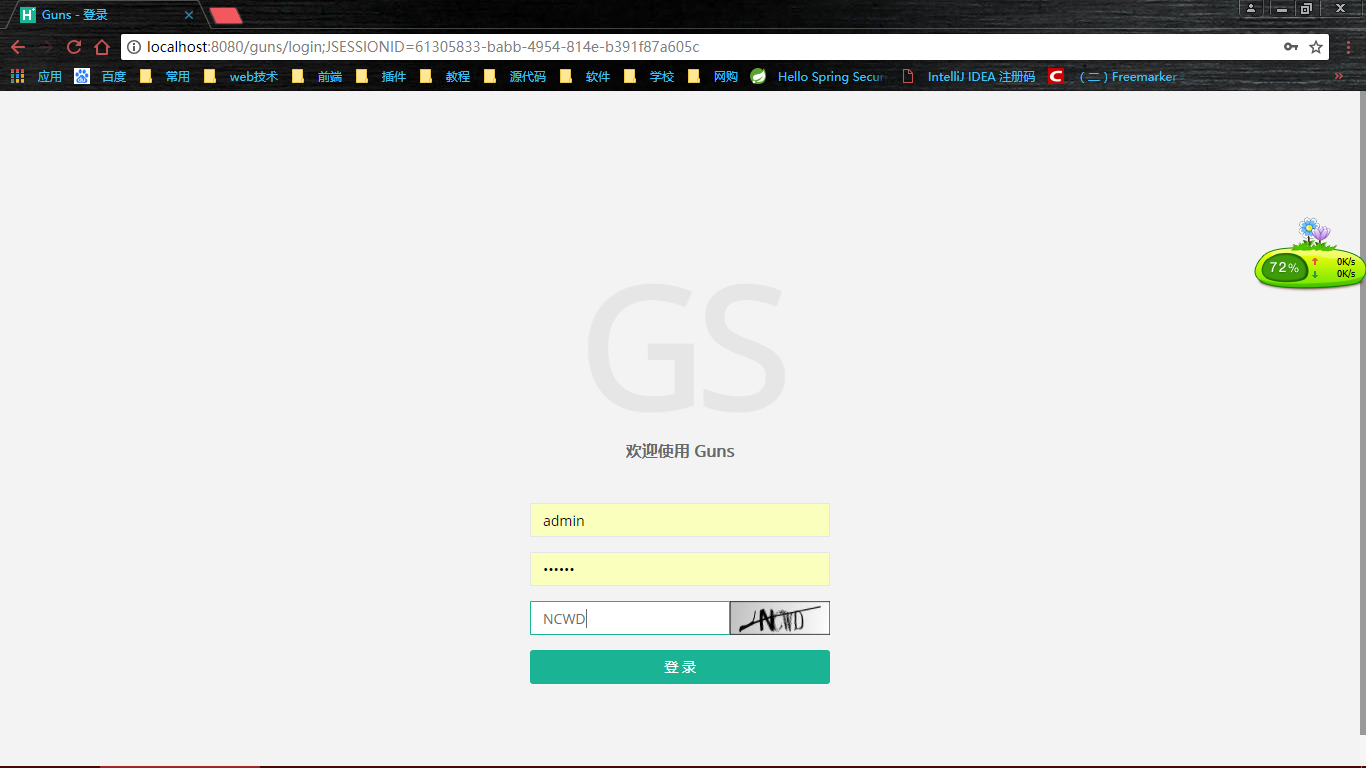 Guns - 登录
localhost:8080/guns/login;JSESSIONID=61305833-babb-4954-814e-b391f87a605c
应用 百度 常用 web技术 前端 插件 教程 源代码 软件 学校 网购 Hello Spring Secur IntelliJ IDEA 注册码 (二) Freemarker
72% 0K/s
0K/s
GS
欢迎使用 Guns
admin
••••••
NCWD NCWD
登录